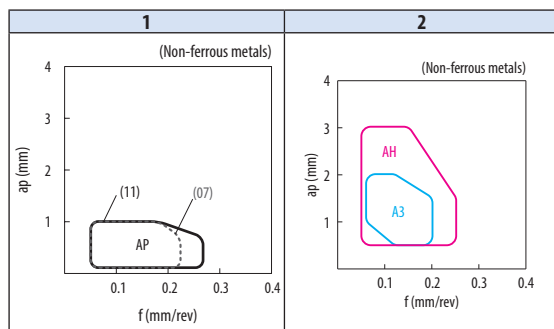 1
2
(Non-ferrous metals)
4
3
2
1
ap (mm)
(11)
(07)
AP
0.1
0.2
0.3
0.4
f (mm/rev)
(Non-ferrous metals)
4
3
2
1
ap (mm)
AH
A3
0.1
0.2
0.3
0.4
f (mm/rev)